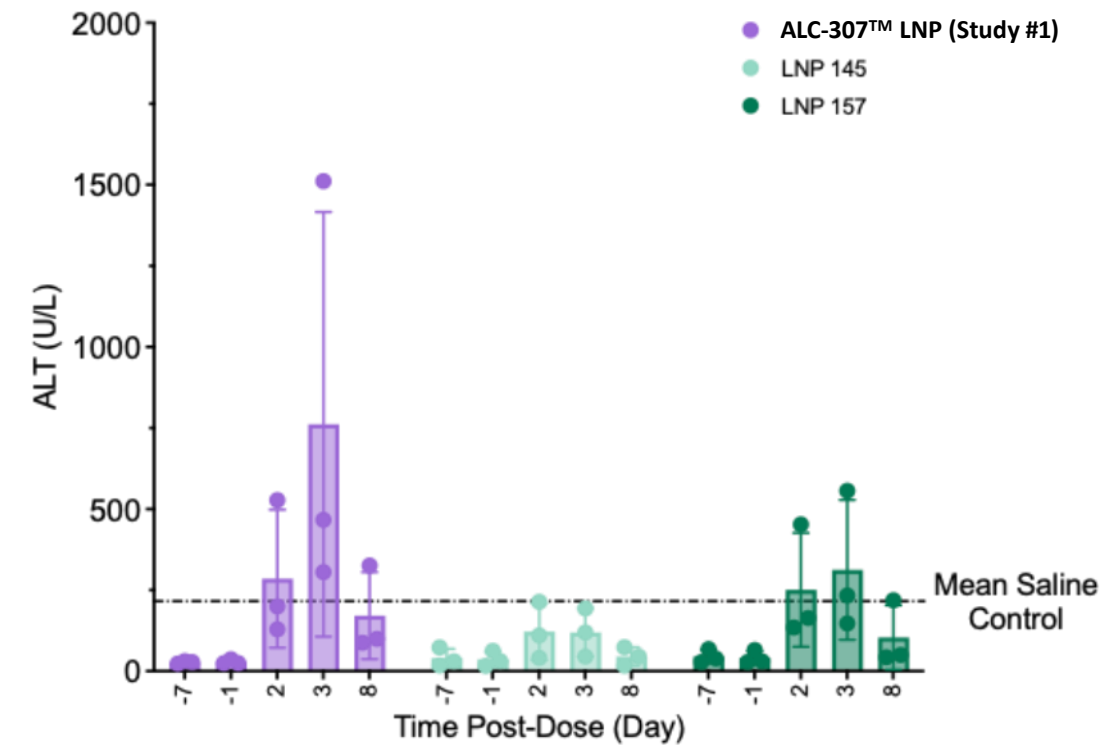 2000
1500
1000
500
0
ALT (U/L)
ALC-307™ LNP (Study #1)
LNP 145
LNP 157
Mean Saline
Control
-7 -1 2 3 8 -7 -1 2 3 8 -7 -1 2 3 8
Time Post-Dose (Day)